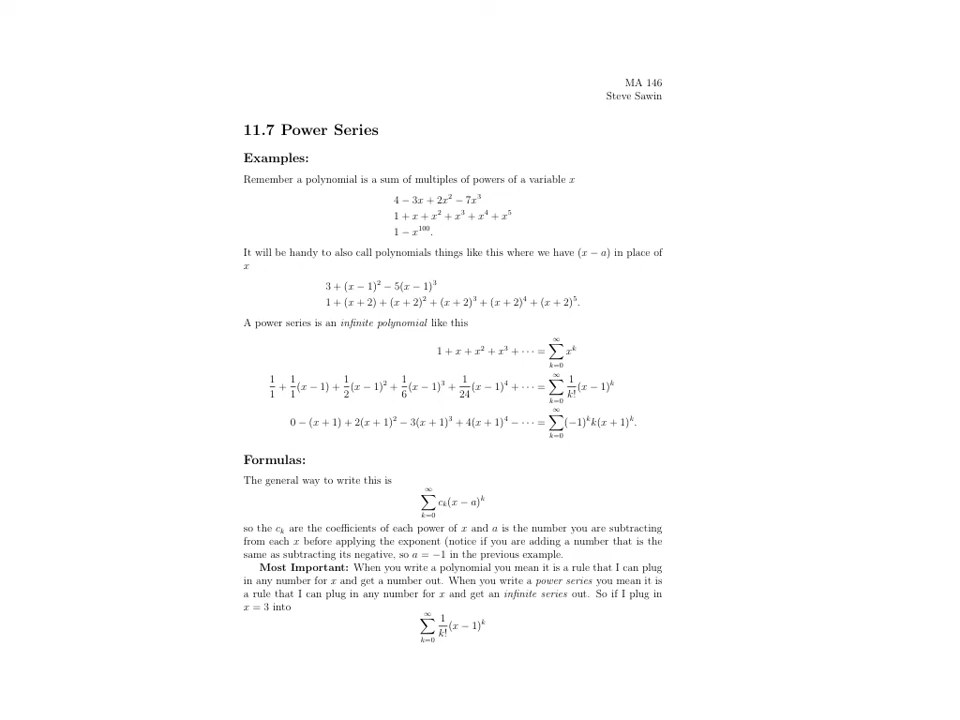 MA 146
Steve Sawin
11.7 Power Series
Examples:
Remember a polynomial is a sum of multiples of powers of a variable x
4 − 3x + 2x² − 7x³
1 + x + x² + x³ + x⁴ + x⁵
1 − x¹⁰⁰.
It will be handy to also call polynomials things like this where we have (x − a) in place of
x
3 + (x − 1)² − 5(x − 1)³
1 + (x + 2) + (x + 2)² + (x + 2)³ + (x + 2)⁴ + (x + 2)⁵.
A power series is an infinite polynomial like this
1 + x + x² + x³ + ··· = ∑_{k=0}^{∞} x^k
1/1 + 1/1(x − 1) + 1/2(x − 1)² + 1/6(x − 1)³ + 1/24(x − 1)⁴ + ··· = ∑_{k=0}^{∞} 1/k!(x − 1)^k
0 − (x + 1) + 2(x + 1)² − 3(x + 1)³ + 4(x + 1)⁴ − ··· = ∑_{k=0}^{∞} (−1)^k k(x + 1)^k.
Formulas:
The general way to write this is
∑_{k=0}^{∞} c_k(x − a)^k
so the c_k are the coefficients of each power of x and a is the number you are subtracting
from each x before applying the exponent (notice if you are adding a number that is the
same as subtracting its negative, so a = −1 in the previous example.
Most Important: When you write a polynomial you mean it is a rule that I can plug
in any number for x and get a number out. When you write a power series you mean it is
a rule that I can plug in any number for x and get an infinite series out. So if I plug in
x = 3 into
∑_{k=0}^{∞} 1/k!(x − 1)^k